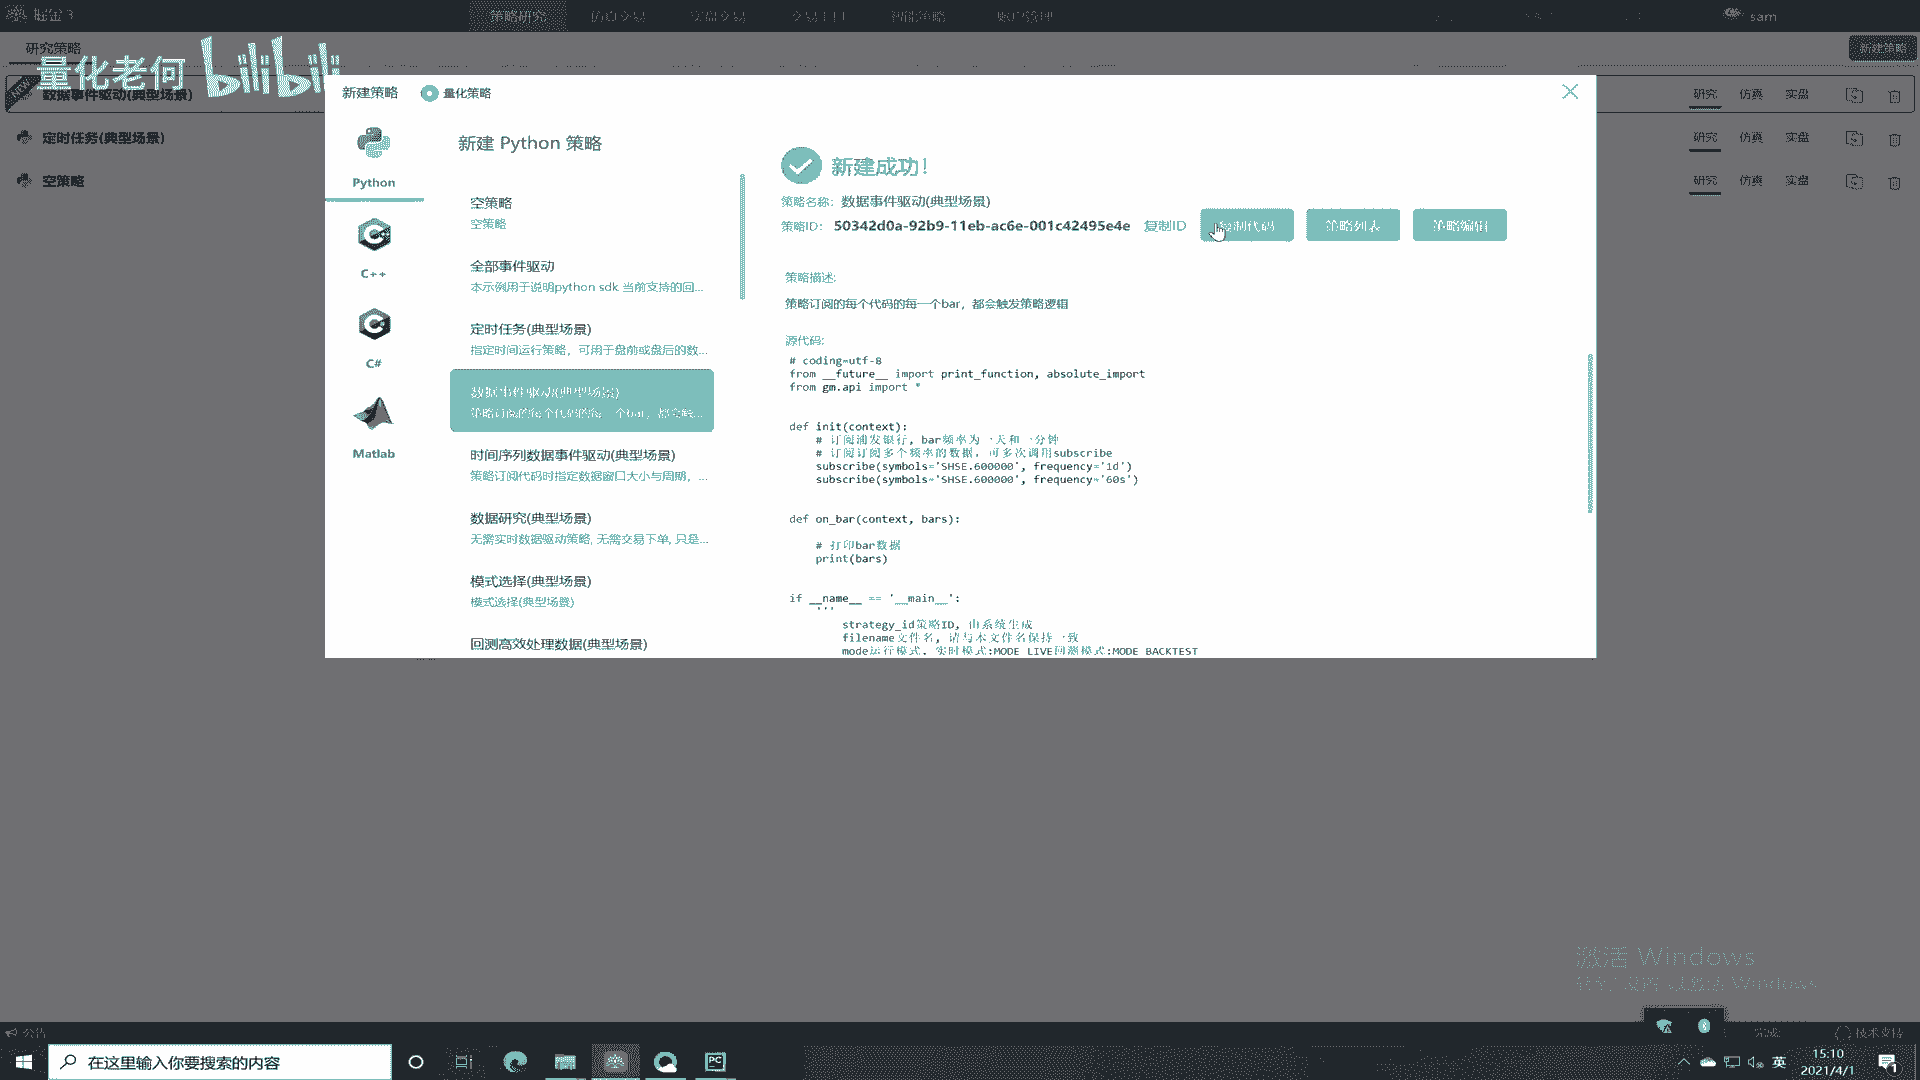 掘金3
策略研究
仿真交易
实盘交易
交易工具
智能策略
账户管理
sam
研究策略
新建策略
量化老何 bilibili
NEW
数据事件驱动(典型场景)
研究 仿真 实盘
定时任务(典型场景)
研究 仿真 实盘
空策略
研究 仿真 实盘
新建策略
量化策略
Python
C++
C#
Matlab
新建 Python 策略
空策略
空策略
全部事件驱动
本示例用于说明python sdk 当前支持的回...
定时任务(典型场景)
指定时间运行策略，可用于盘前或盘后的数...
数据事件驱动(典型场景)
策略订阅的每个代码的每一个bar，都会触...
时间序列数据事件驱动(典型场景)
策略订阅代码时指定数据窗口大小与周期，...
数据研究(典型场景)
无需实时数据驱动策略, 无需交易下单, 只是...
模式选择(典型场景)
模式选择(典型场景)
回测高效处理数据(典型场景)
新建成功！
策略名称: 数据事件驱动(典型场景)
策略ID: 50342d0a-92b9-11eb-ac6e-001c42495e4e 复制ID
复制代码
策略列表
策略编辑
策略描述:
策略订阅的每个代码的每一个bar，都会触发策略逻辑
源代码:
# coding=utf-8
from __future__ import print_function, absolute_import
from gm.api import *
def init(context):
# 订阅浦发银行, bar频率为一天和一分钟
# 订阅订阅多个频率的数据，可多次调用subscribe
subscribe(symbols='SHSE.600000', frequency='1d')
subscribe(symbols='SHSE.600000', frequency='60s')
def on_bar(context, bars):
# 打印bar数据
print(bars)
if __name__ == '__main__':
'''
strategy_id策略ID, 由系统生成
filename文件名, 请与本文件名保持一致
mode运行模式, 实时模式:MODE_LIVE回测模式:MODE_BACKTEST
激活 Windows
转到"设置"以激活 Windows。
公告
完成
技术支持
在这里输入你要搜索的内容
PC
英
15:10
2021/4/1
1